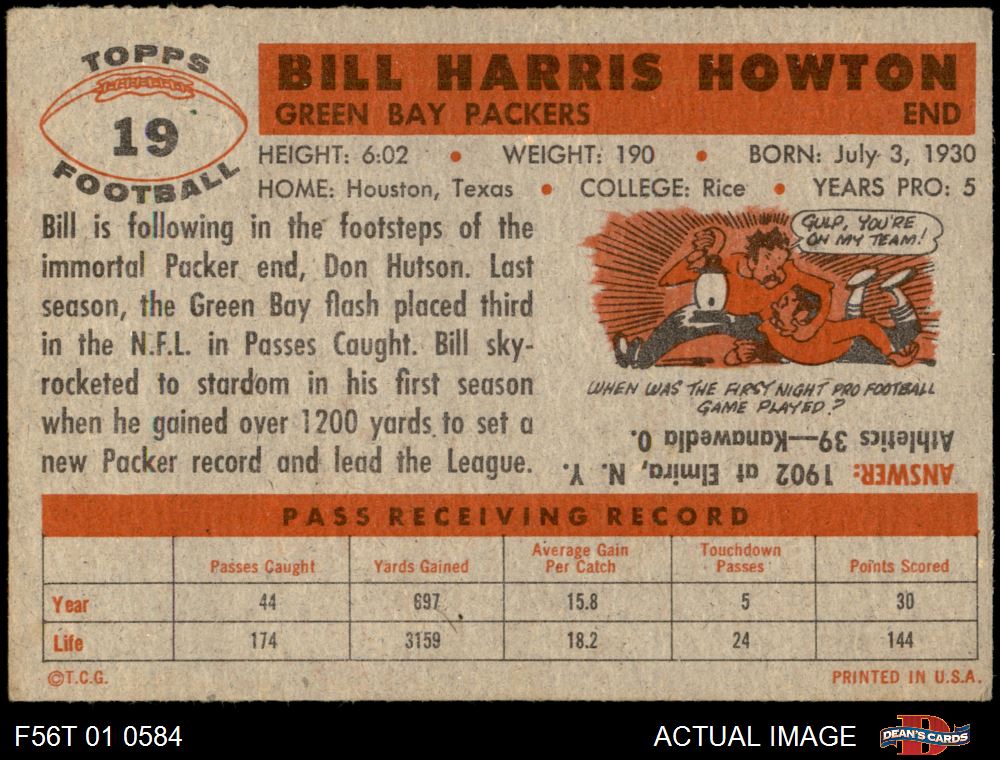 TOPPS
19
FOOTBALL
BILL HARRIS HOWTON
GREEN BAY PACKERS END
HEIGHT: 6:02 • WEIGHT: 190 • BORN: July 3, 1930
HOME: Houston, Texas • COLLEGE: Rice • YEARS PRO: 5
Bill is following in the footsteps of the
immortal Packer end, Don Hutson. Last
season, the Green Bay flash placed third
in the N.F.L. in Passes Caught. Bill sky-
rocketed to stardom in his first season
when he gained over 1200 yards to set a
new Packer record and lead the League.
GULP, YOU'RE
ON MY TEAM!
WHEN WAS THE FIRST NIGHT PRO FOOTBALL
GAME PLAYED?
ANSWER: 1902 at Elmira, N. Y.
Athletics 39—Kanawedla 0.
PASS RECEIVING RECORD
Passes Caught Yards Gained Average Gain Per Catch Touchdown Passes Points Scored
Year 44 697 15.8 5 30
Life 174 3159 18.2 24 144
©T.C.G. PRINTED IN U.S.A.
F56T 01 0584 ACTUAL IMAGE DEAN'S CARDS